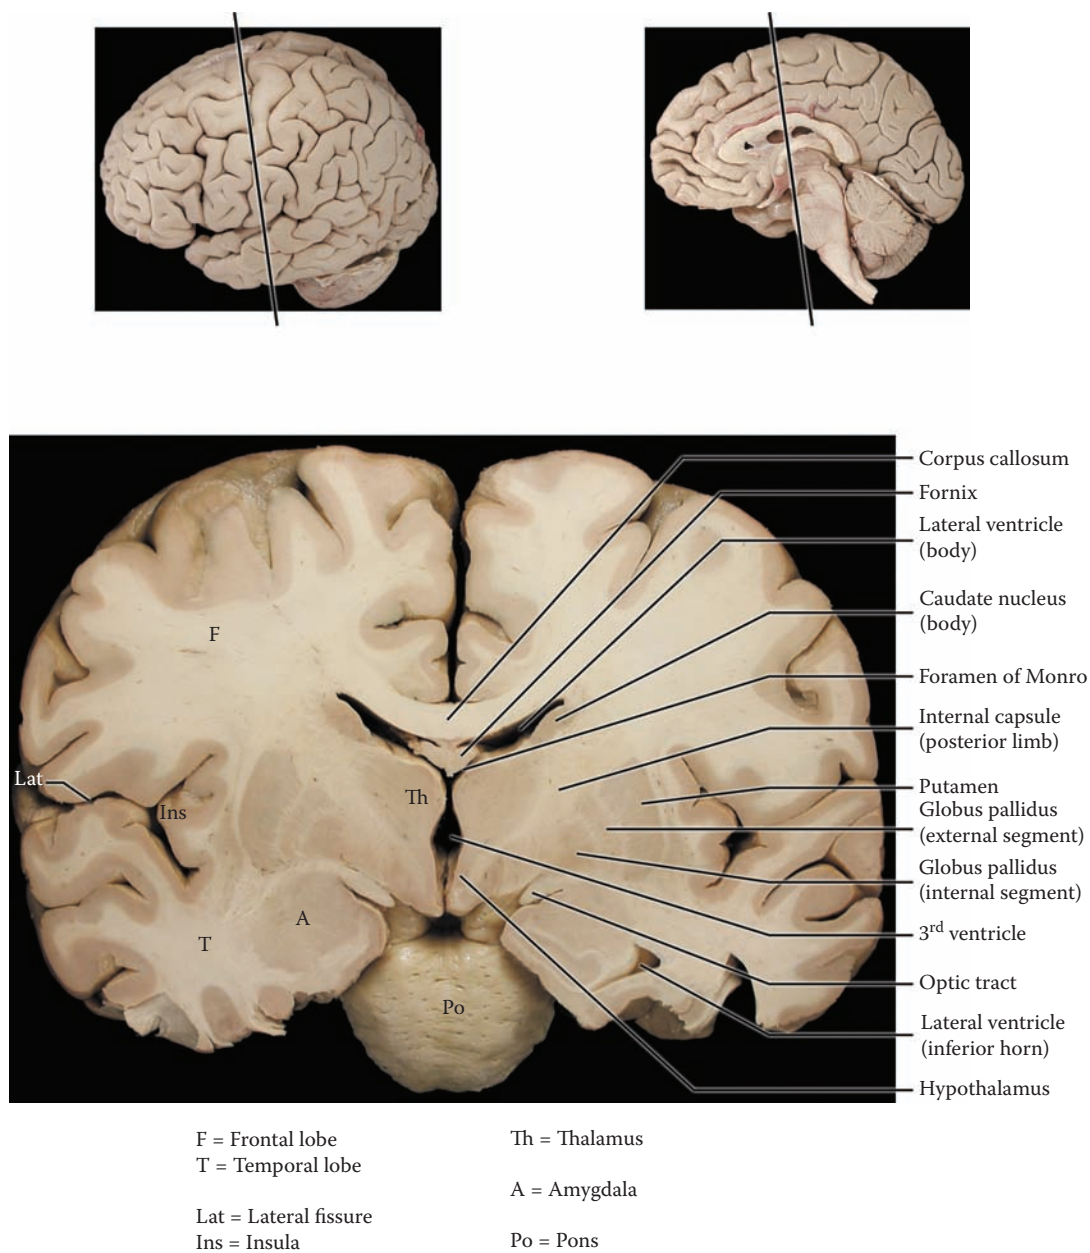 Corpus callosum
Fornix
Lateral ventricle
(body)
Caudate nucleus
(body)
F
Foramen of Monro
Internal capsule
(posterior limb)
Lat
Th
Putamen
Ins
Globus pallidus
(external segment)
Globus pallidus
(internal segment)
A
3rd ventricle
T
Optic tract
Po
Lateral ventricle
(inferior horn)
Hypothalamus
F = Frontal lobe
T = Temporal lobe
Lat = Lateral fissure
Ins = Insula
Th = Thalamus
A = Amygdala
Po = Pons